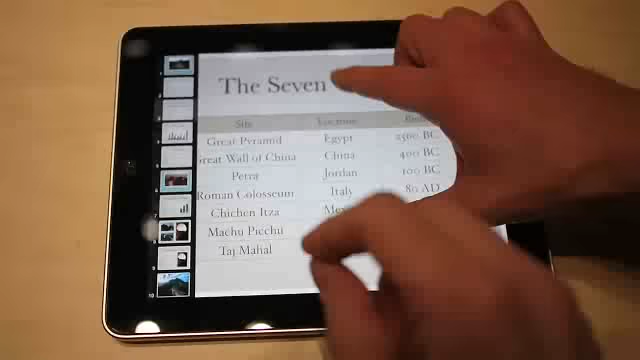 The Seven
Site Location
Great Pyramid Egypt 2560 BC
Great Wall of China China 400 BC
Petra Jordan 100 BC
Roman Colosseum Italy 80 AD
Chichen Itza
Machu Picchu
Taj Mahal